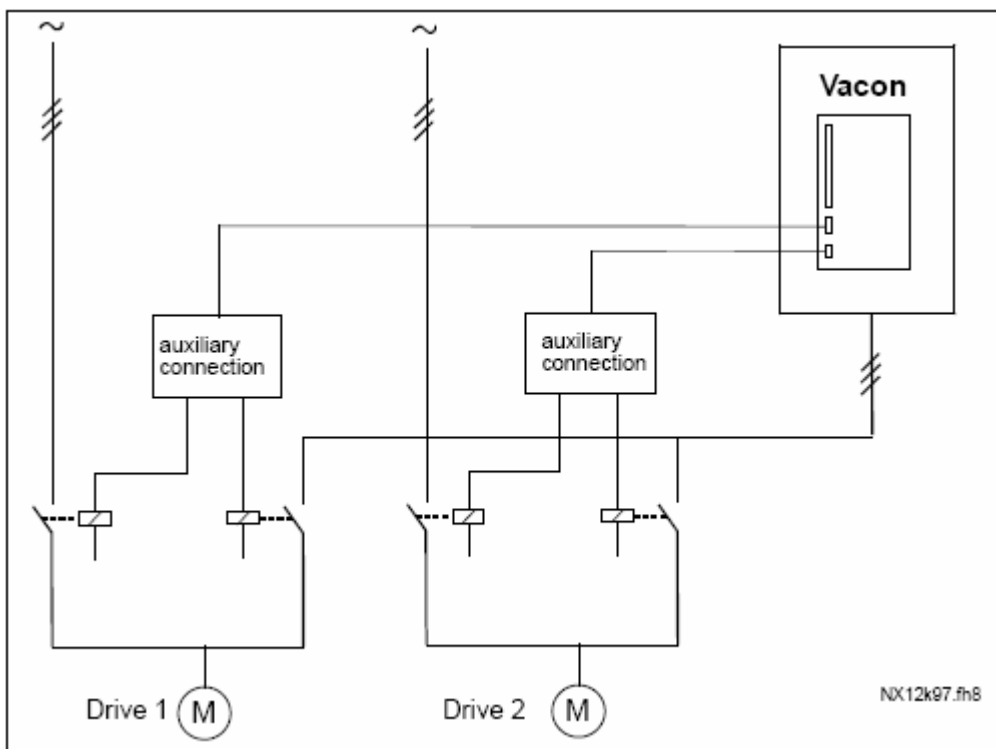 ~
~
Vacon
auxiliary
connection
auxiliary
connection
Drive 1
M
Drive 2
M
NX12k97.fh8